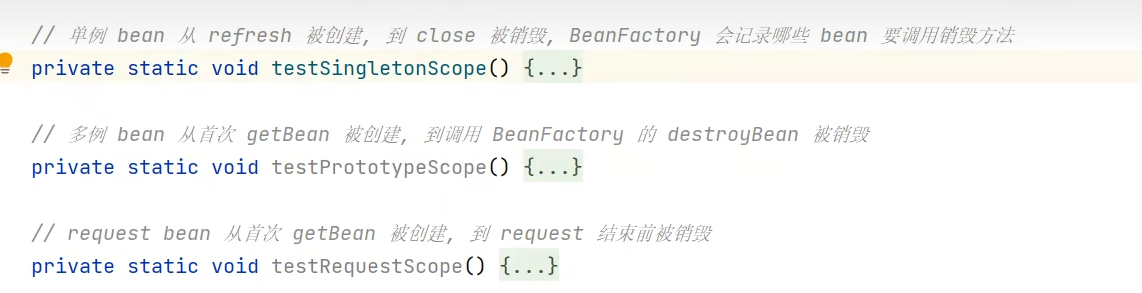 // 单例 bean 从 refresh 被创建, 到 close 被销毁, BeanFactory 会记录哪些 bean 要调用销毁方法
private static void testSingletonScope() {...}
// 多例 bean 从首次 getBean 被创建, 到调用 BeanFactory 的 destroyBean 被销毁
private static void testPrototypeScope() {...}
// request bean 从首次 getBean 被创建, 到 request 结束前被销毁
private static void testRequestScope() {...}